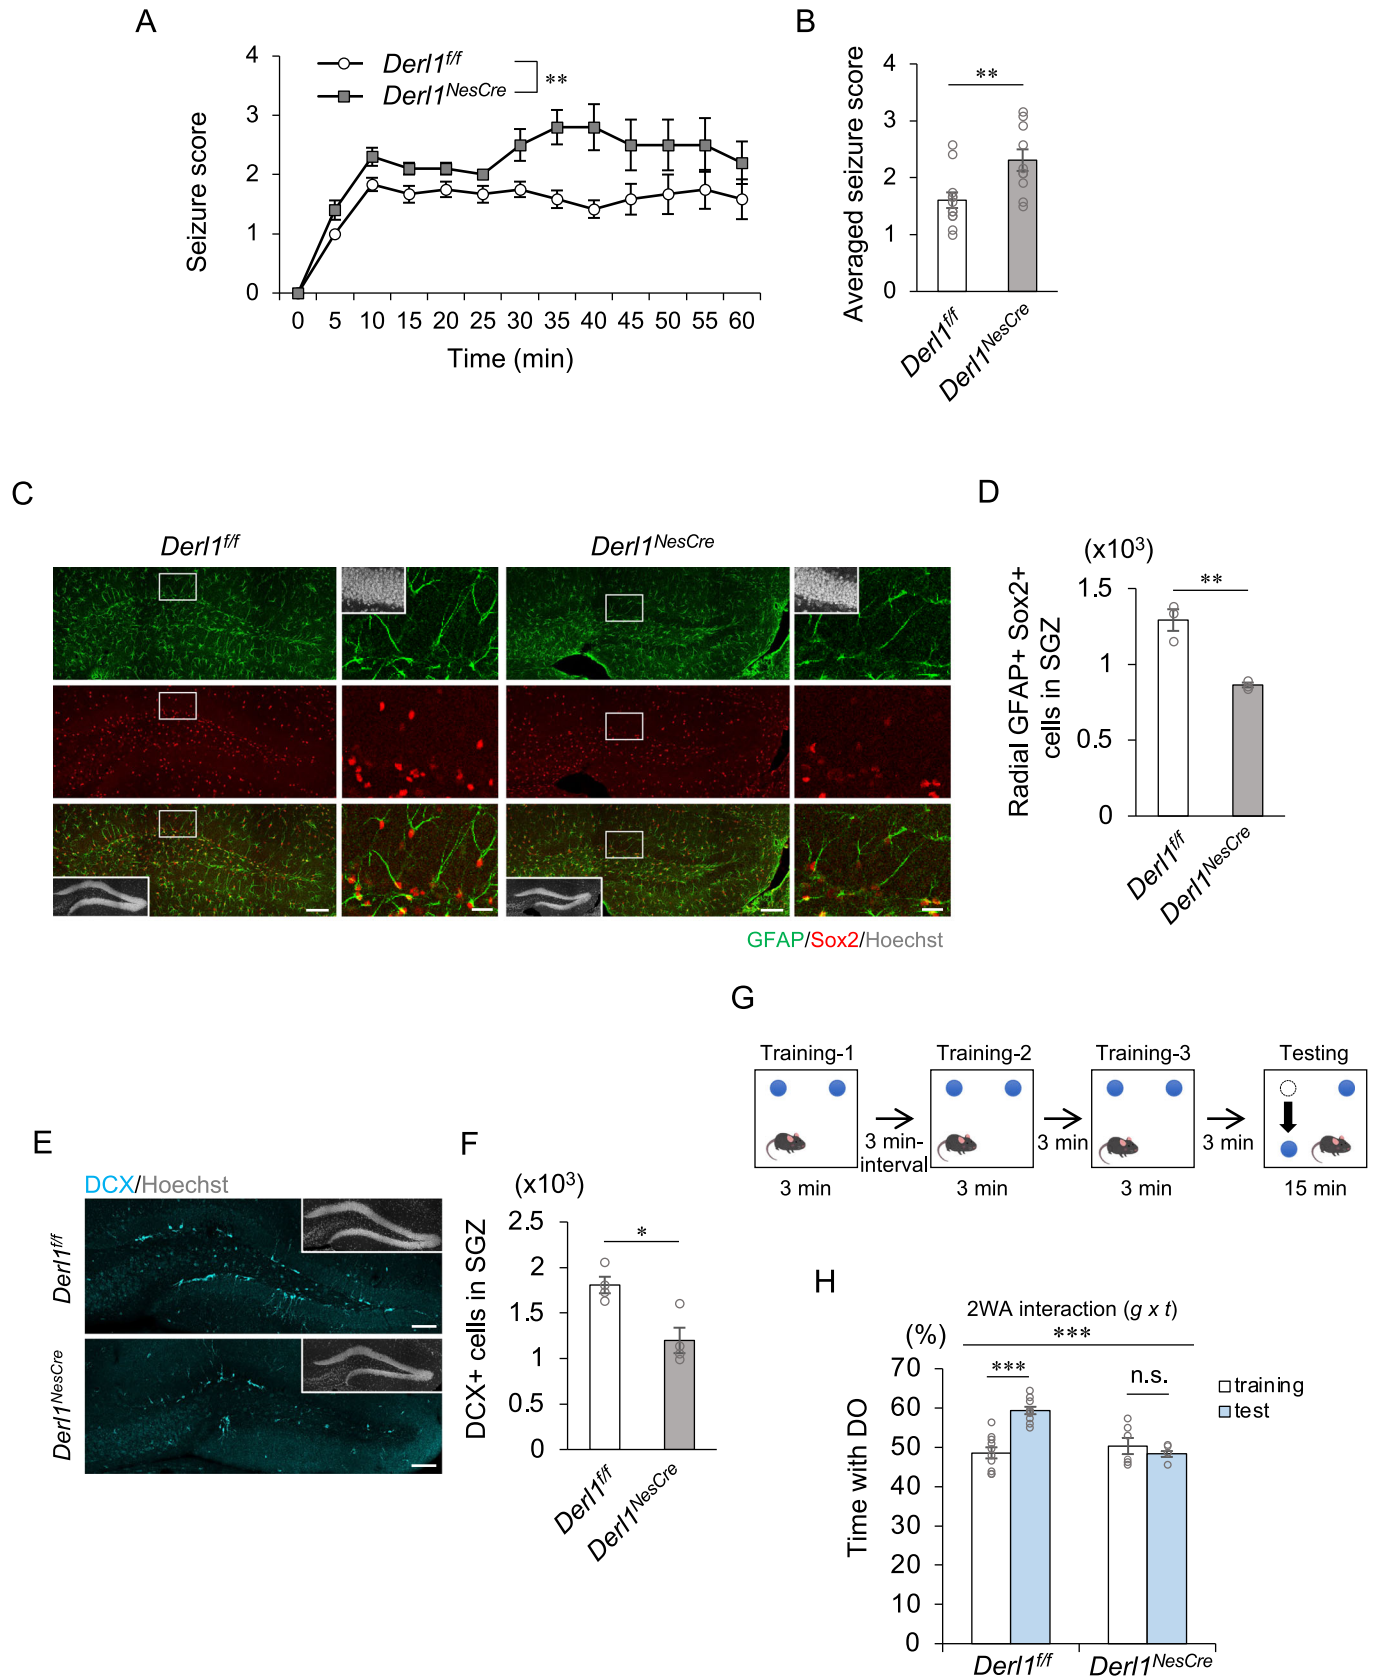 A
4
3
2
1
0
Seizure score
Derl1f/f
Derl1NesCre
**
0 5 10 15 20 25 30 35 40 45 50 55 60
Time (min)
B
4
3
2
1
0
Averaged seizure score
**
Derl1f/f
Derl1NesCre
C
Derl1f/f
Derl1NesCre
GFAP/Sox2/Hoechst
D
(x10³)
1.5
1
0.5
0
Radial GFAP+ Sox2+
cells in SGZ
**
Derl1f/f
Derl1NesCre
E
DCX/Hoechst
Derl1f/f
Derl1NesCre
F
(x10³)
2.5
2
1.5
1
0.5
0
DCX+ cells in SGZ
*
Derl1f/f
Derl1NesCre
G
Training-1 Training-2 Training-3 Testing
3 min-
interval
3 min
3 min
3 min 3 min 3 min 15 min
H
2WA interaction (g x t)
(%)
***
70
60
50
40
30
20
10
0
Time with DO
***
n.s.
training
test
Derl1f/f
Derl1NesCre